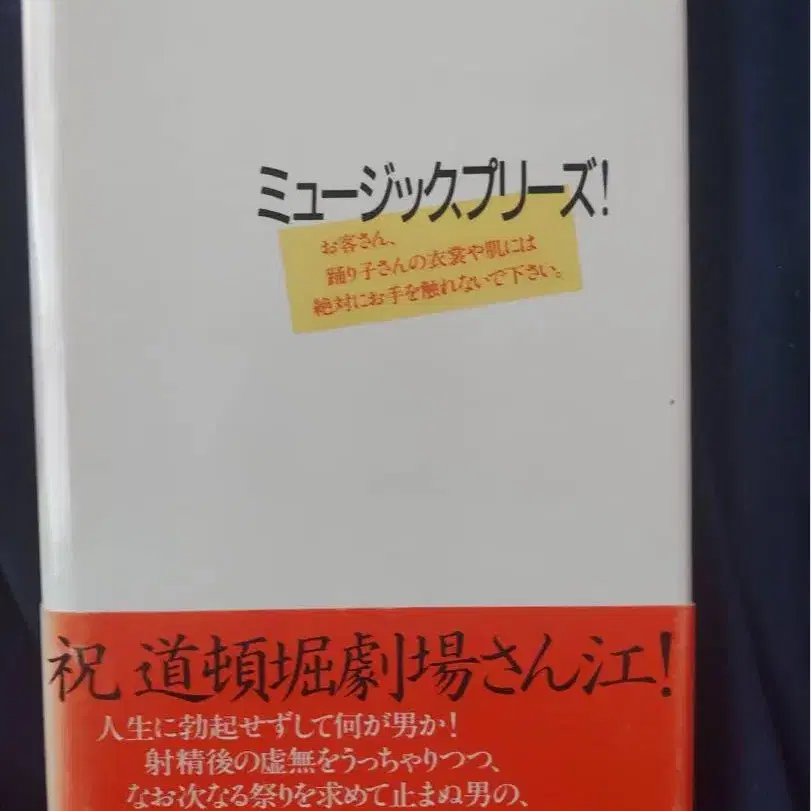 ミュージック、プリーズ!
お客さん、
踊り子さんの衣裳や肌には
絶対にお手を触れないで下さい。
祝 道頓堀劇場さん江!
人生に勃起せずして何が男か!
射精後の虚無をうっちゃりつつ、
なお次なる祭りを求めて止まぬ男の、